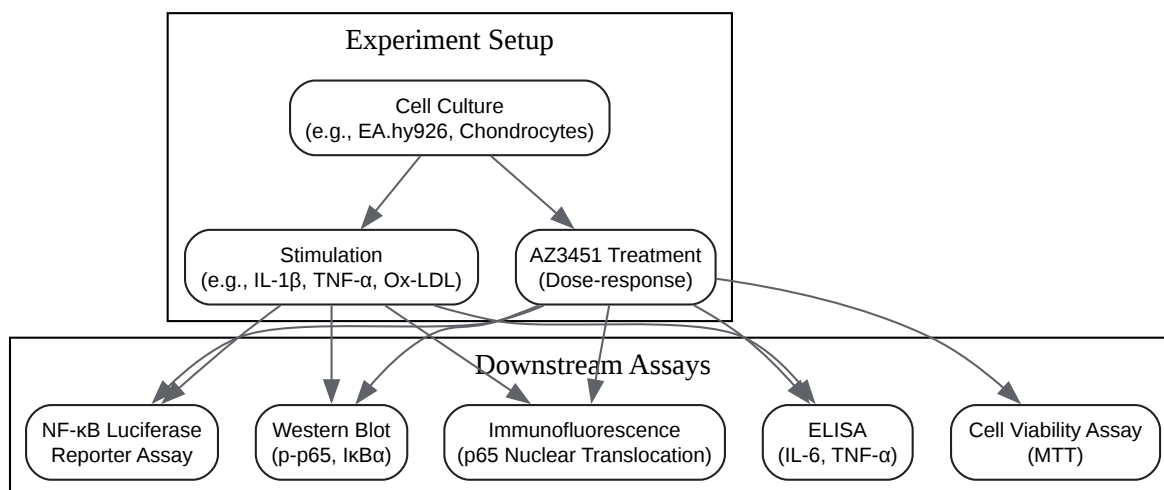 Experiment Setup
Cell Culture
(e.g., EA.hy926, Chondrocytes)
Stimulation
(e.g., IL-1β, TNF-α, Ox-LDL)
AZ3451 Treatment
(Dose-response)
Downstream Assays
NF-κB Luciferase
Reporter Assay
Western Blot
(p-p65, IκBα)
Immunofluorescence
(p65 Nuclear Translocation)
ELISA
(IL-6, TNF-α)
Cell Viability Assay
(MTT)